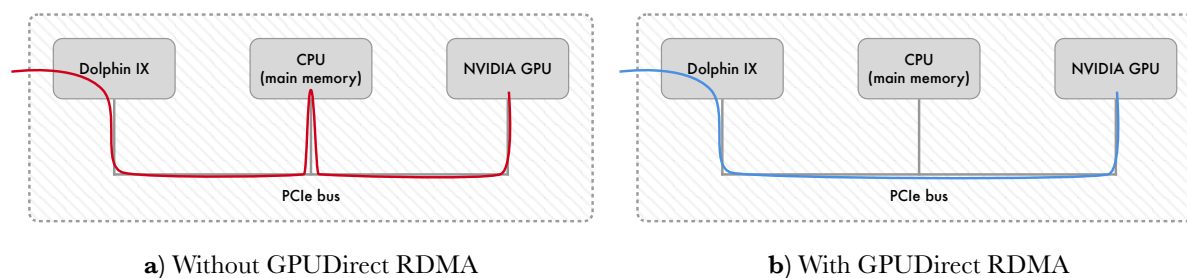 Dolphin IX
CPU
(main memory)
NVIDIA GPU
PCIe bus
a) Without GPUDirect RDMA
Dolphin IX
CPU
(main memory)
NVIDIA GPU
PCIe bus
b) With GPUDirect RDMA